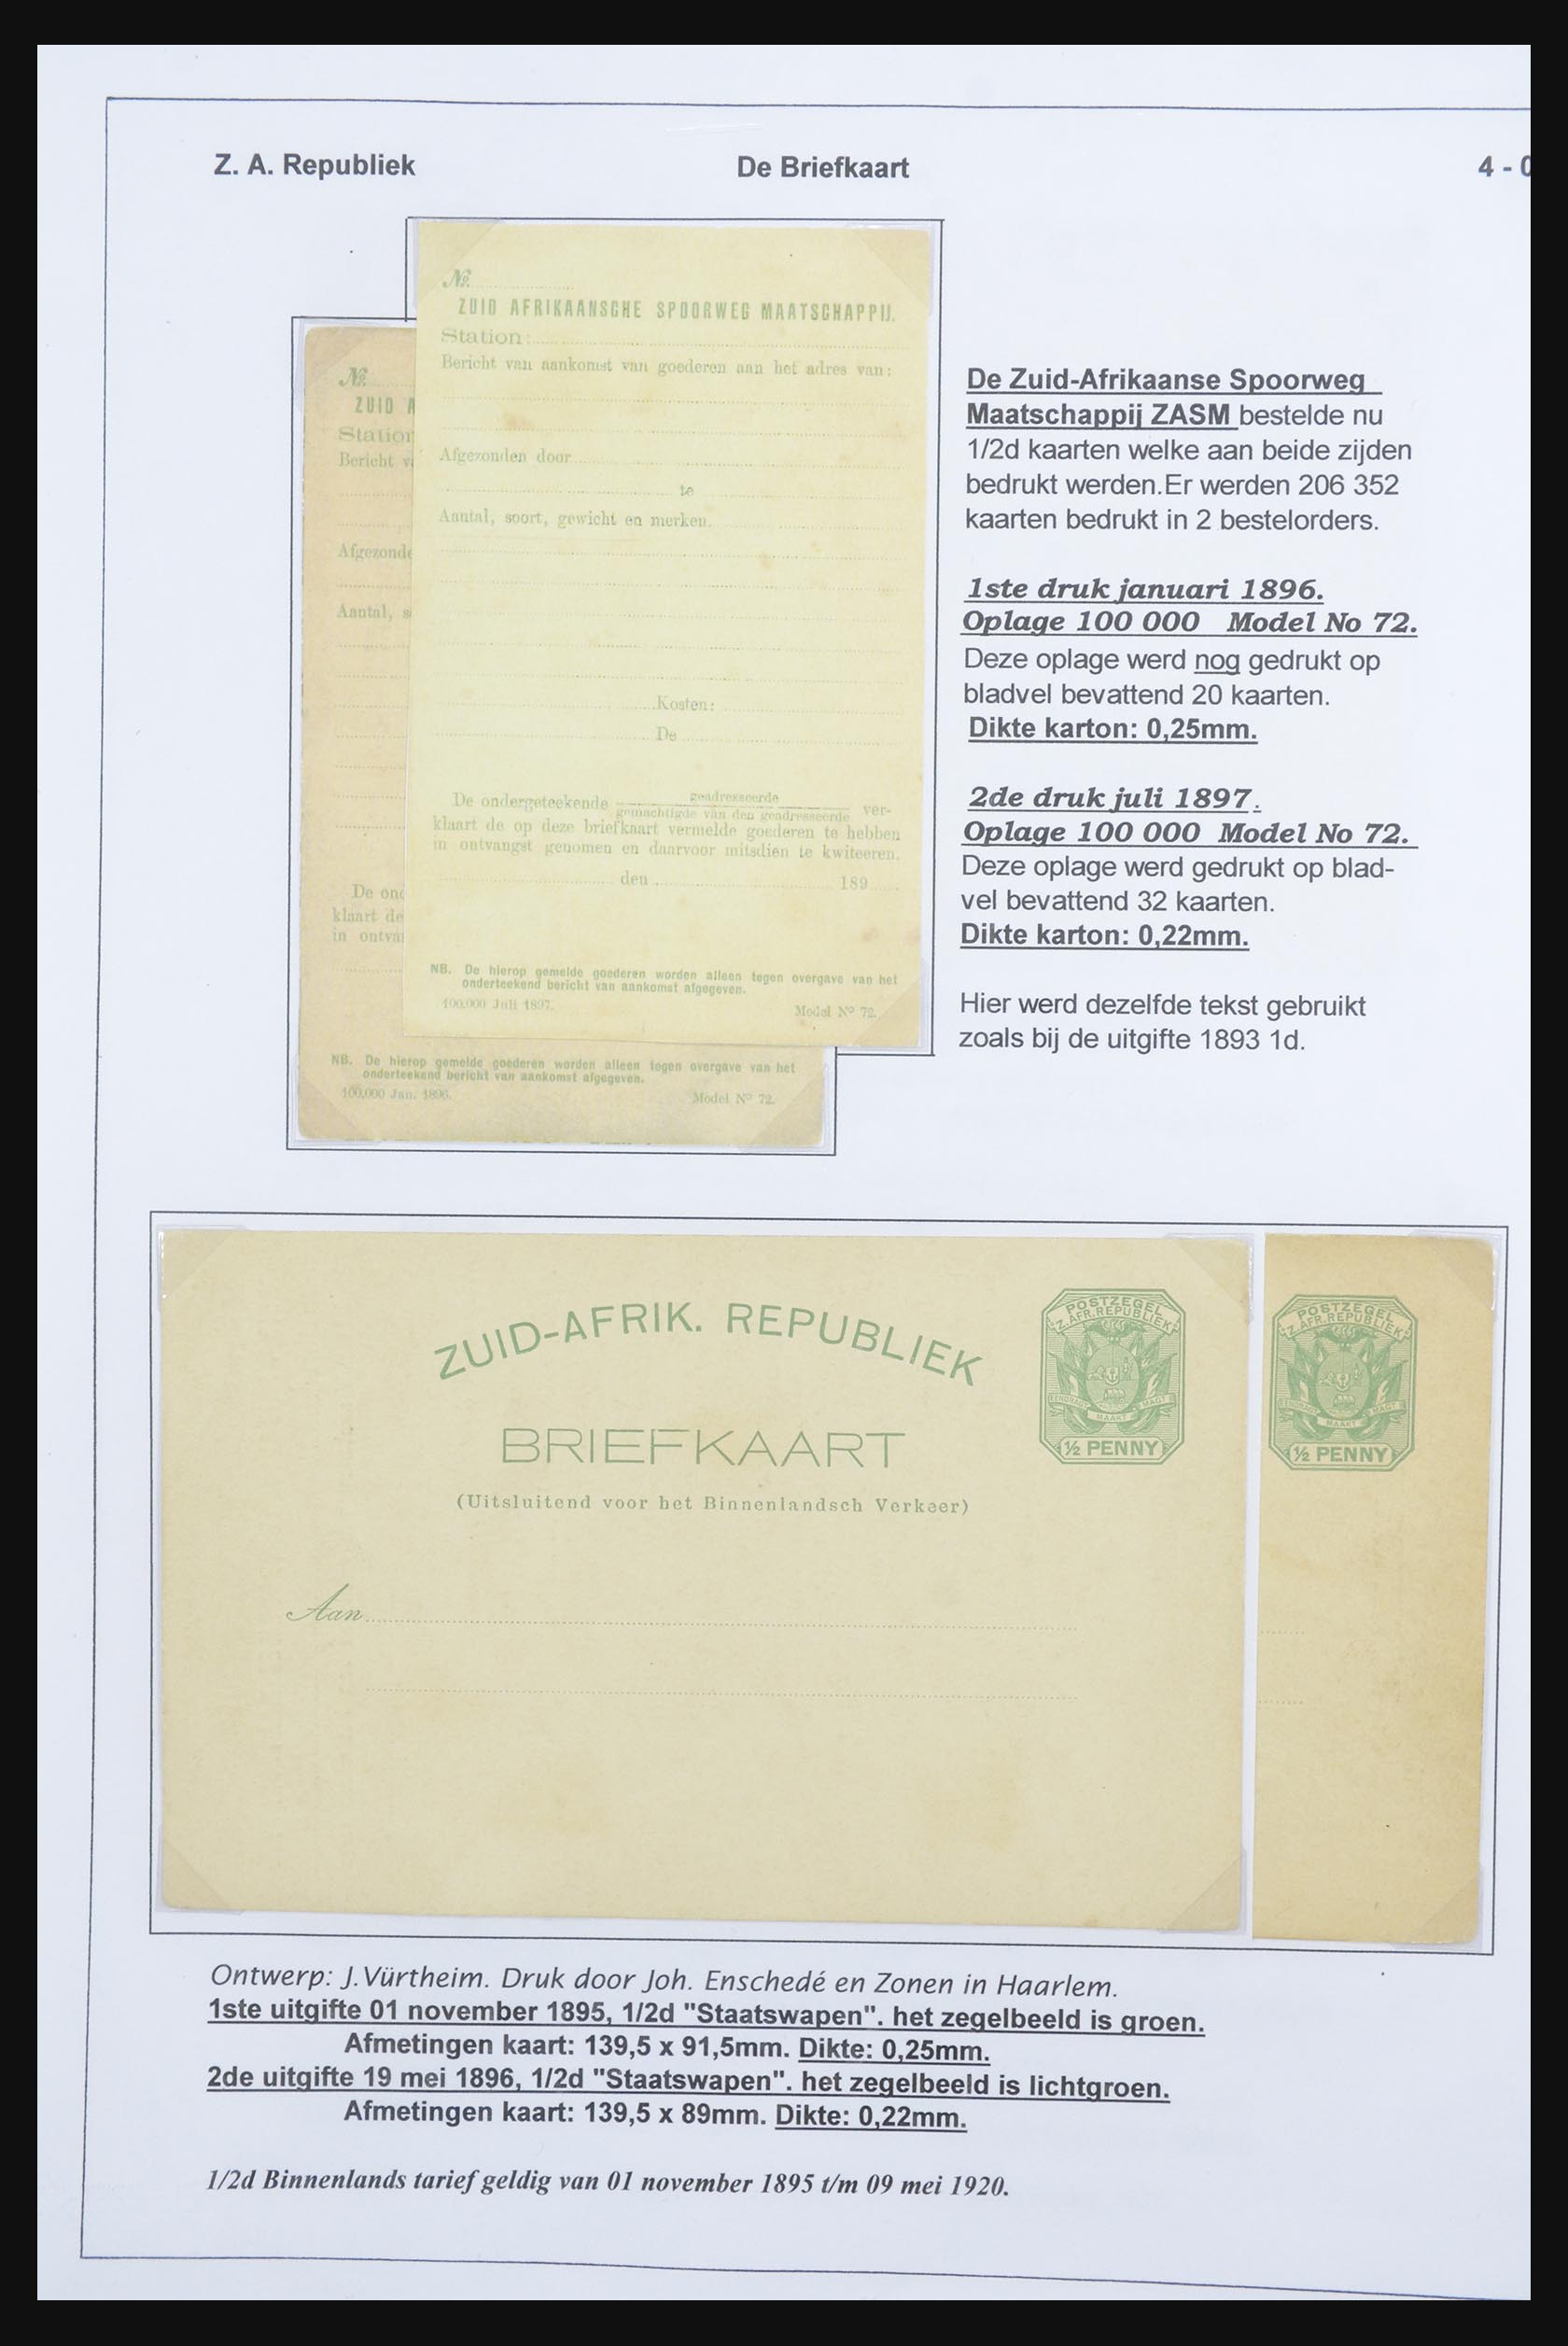 Z. A. Republiek
De Briefkaart
4 - 0
№.
ZUID AFRIKAANSCHE SPOORWEG MAATSCHAPPIJ.
Station:
Bericht van aankomst van goederen aan het adres van:
Afgezonden door
te
Aantal, soort, gewicht en merken.
Kosten:
De
De ondergeteekende geadresseerde
gemachtigde van den geadresseerde ver-
klaart de op deze briefkaart vermelde goederen te hebben
in ontvangst genomen en daarvoor mitsdien te kwiteeren.
den 189
NB. De hierop gemelde goederen worden alleen tegen overgave van het
onderteekend bericht van aankomst afgegeven.
100.000 Juli 1897.
Model No 72.
№.
ZUID A
Station
Bericht v
Afgezonde
Aantal, s
De ond
klaart de
in ontva
NB. De hierop gemelde goederen worden alleen tegen overgave van het
onderteekend bericht van aankomst afgegeven.
100.000 Jan. 1896.
Model No 72.
De Zuid-Afrikaanse Spoorweg
Maatschappij ZASM bestelde nu
1/2d kaarten welke aan beide zijden
bedrukt werden.Er werden 206 352
kaarten bedrukt in 2 bestelorders.
1ste druk januari 1896.
Oplage 100 000 Model No 72.
Deze oplage werd nog gedrukt op
bladvel bevattend 20 kaarten.
Dikte karton: 0,25mm.
2de druk juli 1897.
Oplage 100 000 Model No 72.
Deze oplage werd gedrukt op blad-
vel bevattend 32 kaarten.
Dikte karton: 0,22mm.
Hier werd dezelfde tekst gebruikt
zoals bij de uitgifte 1893 1d.
ZUID-AFRIK. REPUBLIEK
BRIEFKAART
(Uitsluitend voor het Binnenlandsch Verkeer)
Aan
POSTZEGEL
Z.AFR.REPUBLIEK
EENDRAGT MAAKT MAGT
½ PENNY
POSTZEGEL
Z.AFR.REPUBLIEK
EENDRAGT MAAKT MAGT
½ PENNY
Ontwerp: J.Vürtheim. Druk door Joh. Enschedé en Zonen in Haarlem.
1ste uitgifte 01 november 1895, 1/2d "Staatswapen". het zegelbeeld is groen.
Afmetingen kaart: 139,5 x 91,5mm. Dikte: 0,25mm.
2de uitgifte 19 mei 1896, 1/2d "Staatswapen". het zegelbeeld is lichtgroen.
Afmetingen kaart: 139,5 x 89mm. Dikte: 0,22mm.
1/2d Binnenlands tarief geldig van 01 november 1895 t/m 09 mei 1920.